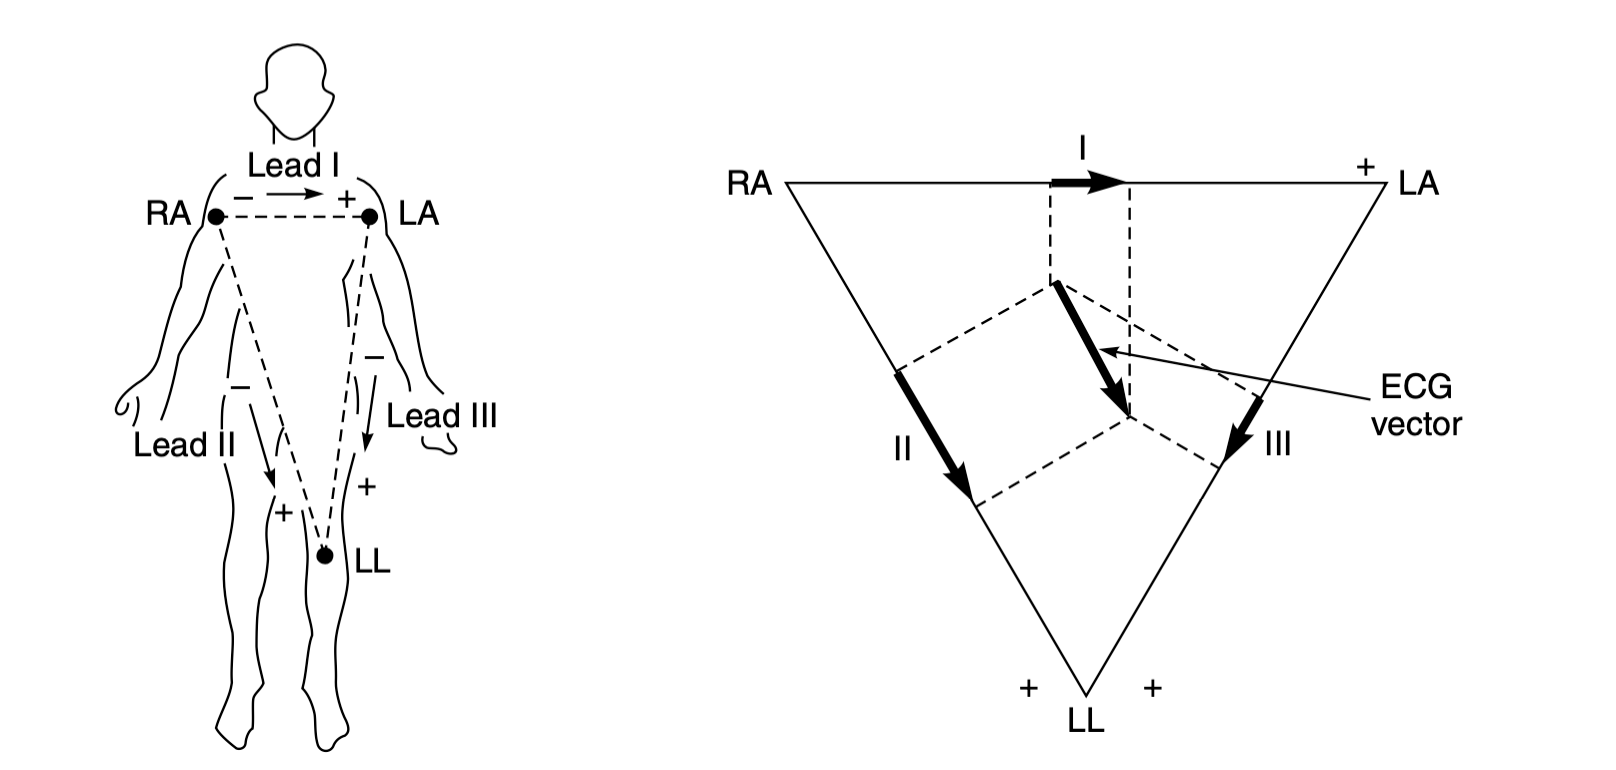 Lead I
− +
RA LA
−
−
Lead III
Lead II
+
+
LL
I
+
RA LA
ECG
vector
II III
+ +
LL